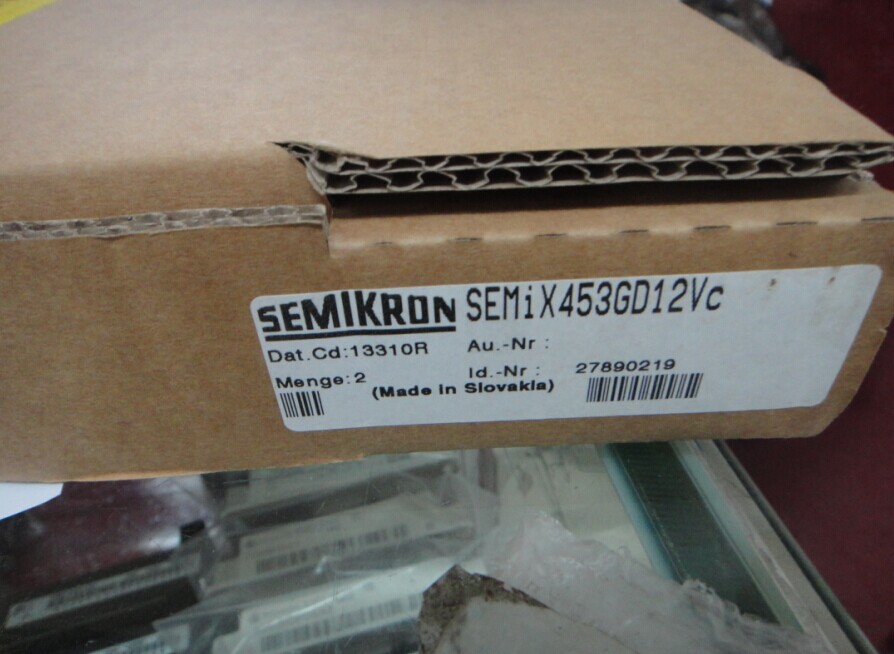 SEMIKRON SEMiX453GD12Vc
Dat.Cd:13310R Au.-Nr :
Menge:2 Id.-Nr : 27890219
(Made in Slovakia)